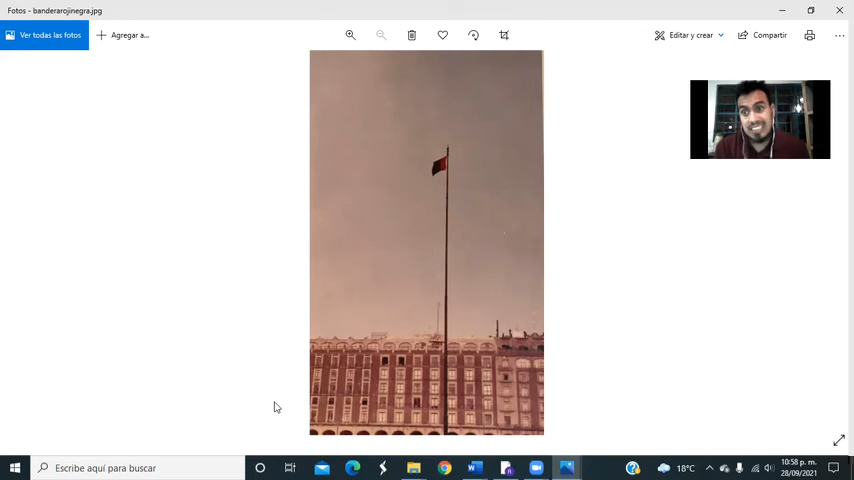 Fotos - banderarojinegra.jpg
Ver todas las fotos
Agregar a...
Editar y crear
Compartir
Escribe aquí para buscar
18°C
10:58 p. m.
28/09/2021